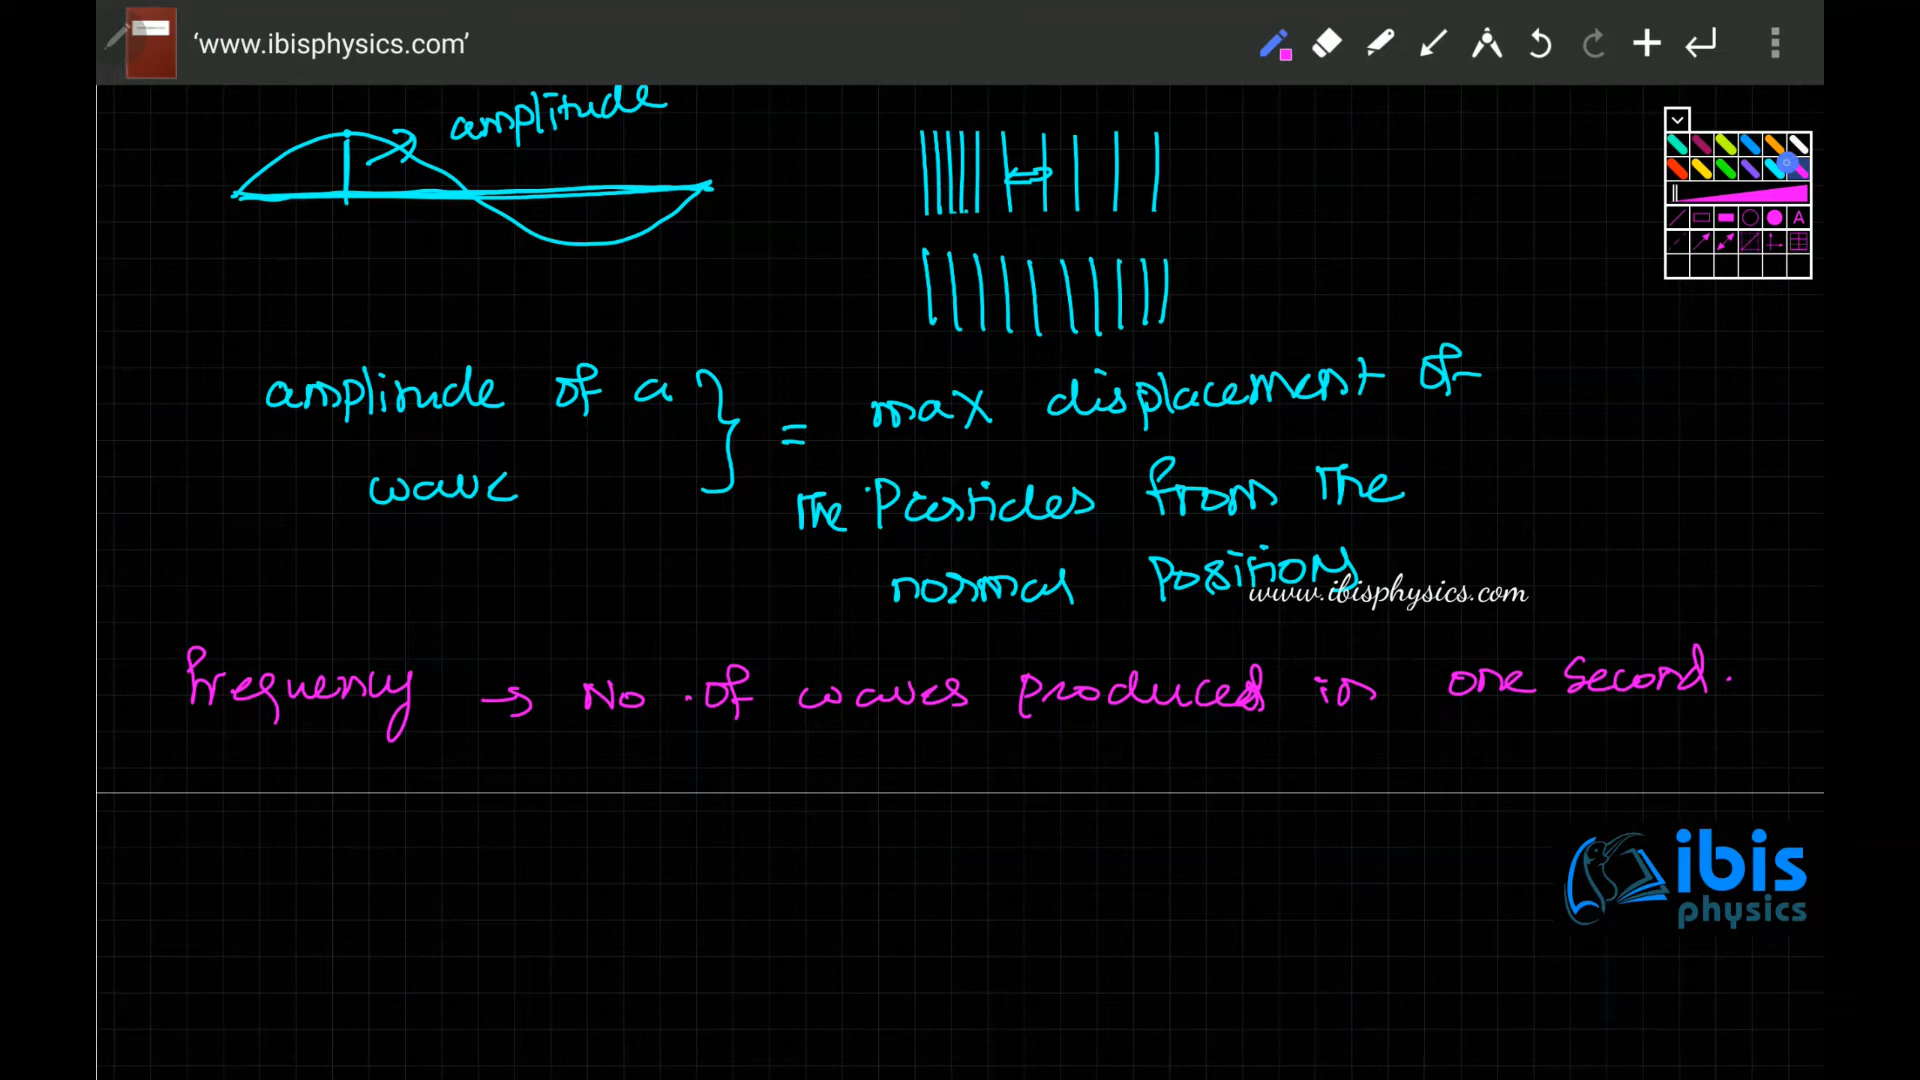 ‘www.ibisphysics.com’
amplitude
amplitude of a
wave
= max displacement of
the Particles from the
normal position
www.ibisphysics.com
frequency → No. of waves produced in one second.
ibis
physics
A